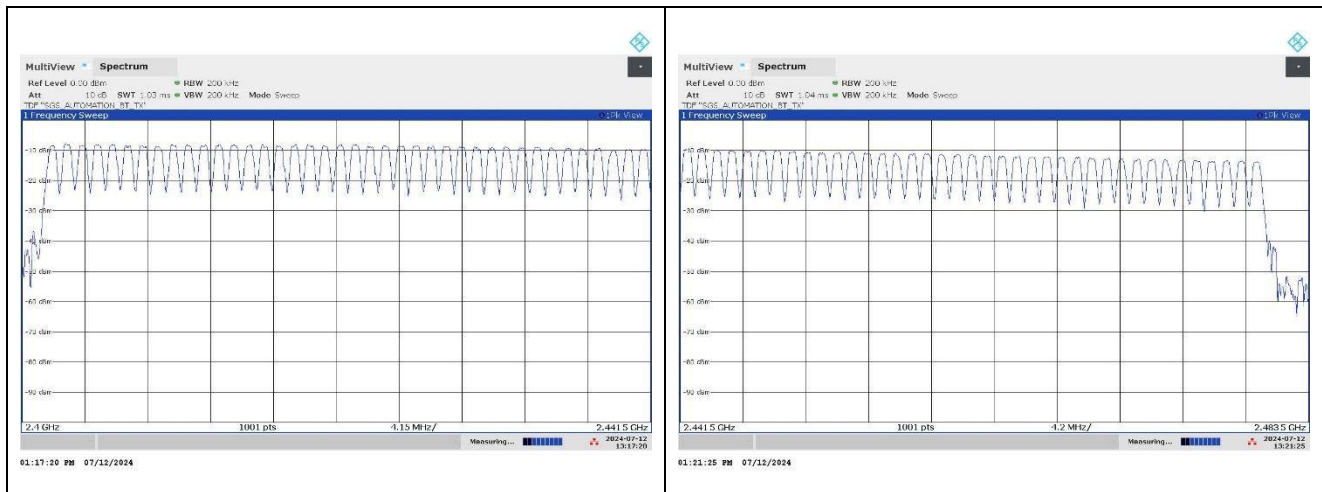 MultiView Spectrum
Ref Level 0.00 dBm RBW 200 kHz
Att 10 dB SWT 1.03 ms VBW 200 kHz Mode Sweep
TDF "SGS_AUTOMATION_BT_TX"
1 Frequency Sweep 1Pk View
-10 dBm
-20 dBm
-30 dBm
-40 dBm
-50 dBm
-60 dBm
-70 dBm
-80 dBm
-90 dBm
2.4 GHz 1001 pts 4.15 MHz/ 2.4415 GHz
Measuring... 2024-07-12
13:17:20
01:17:20 PM 07/12/2024
MultiView Spectrum
Ref Level 0.00 dBm RBW 200 kHz
Att 10 dB SWT 1.04 ms VBW 200 kHz Mode Sweep
TDF "SGS_AUTOMATION_BT_TX"
1 Frequency Sweep 1Pk View
-10 dBm
-20 dBm
-30 dBm
-40 dBm
-50 dBm
-60 dBm
-70 dBm
-80 dBm
-90 dBm
2.4415 GHz 1001 pts 4.2 MHz/ 2.4835 GHz
Measuring... 2024-07-12
13:21:25
01:21:25 PM 07/12/2024